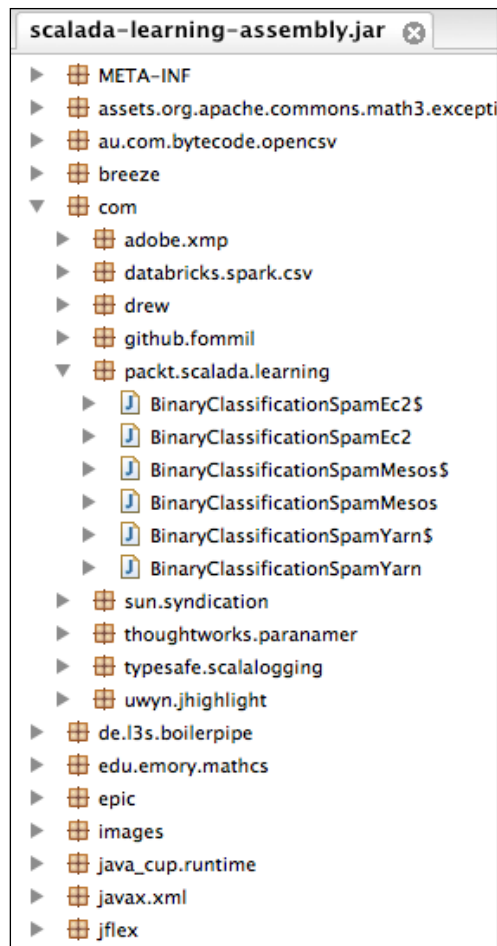 scalada-learning-assembly.jar
META-INF
assets.org.apache.commons.math3.excepti
au.com.bytecode.opencsv
breeze
com
adobe.xmp
databricks.spark.csv
drew
github.fommil
packt.scalada.learning
BinaryClassificationSpamEc2$
BinaryClassificationSpamEc2
BinaryClassificationSpamMesos$
BinaryClassificationSpamMesos
BinaryClassificationSpamYarn$
BinaryClassificationSpamYarn
sun.syndication
thoughtworks.paranamer
typesafe.scalalogging
uwyn.jhighlight
de.l3s.boilerpipe
edu.emory.mathcs
epic
images
java_cup.runtime
javax.xml
jflex